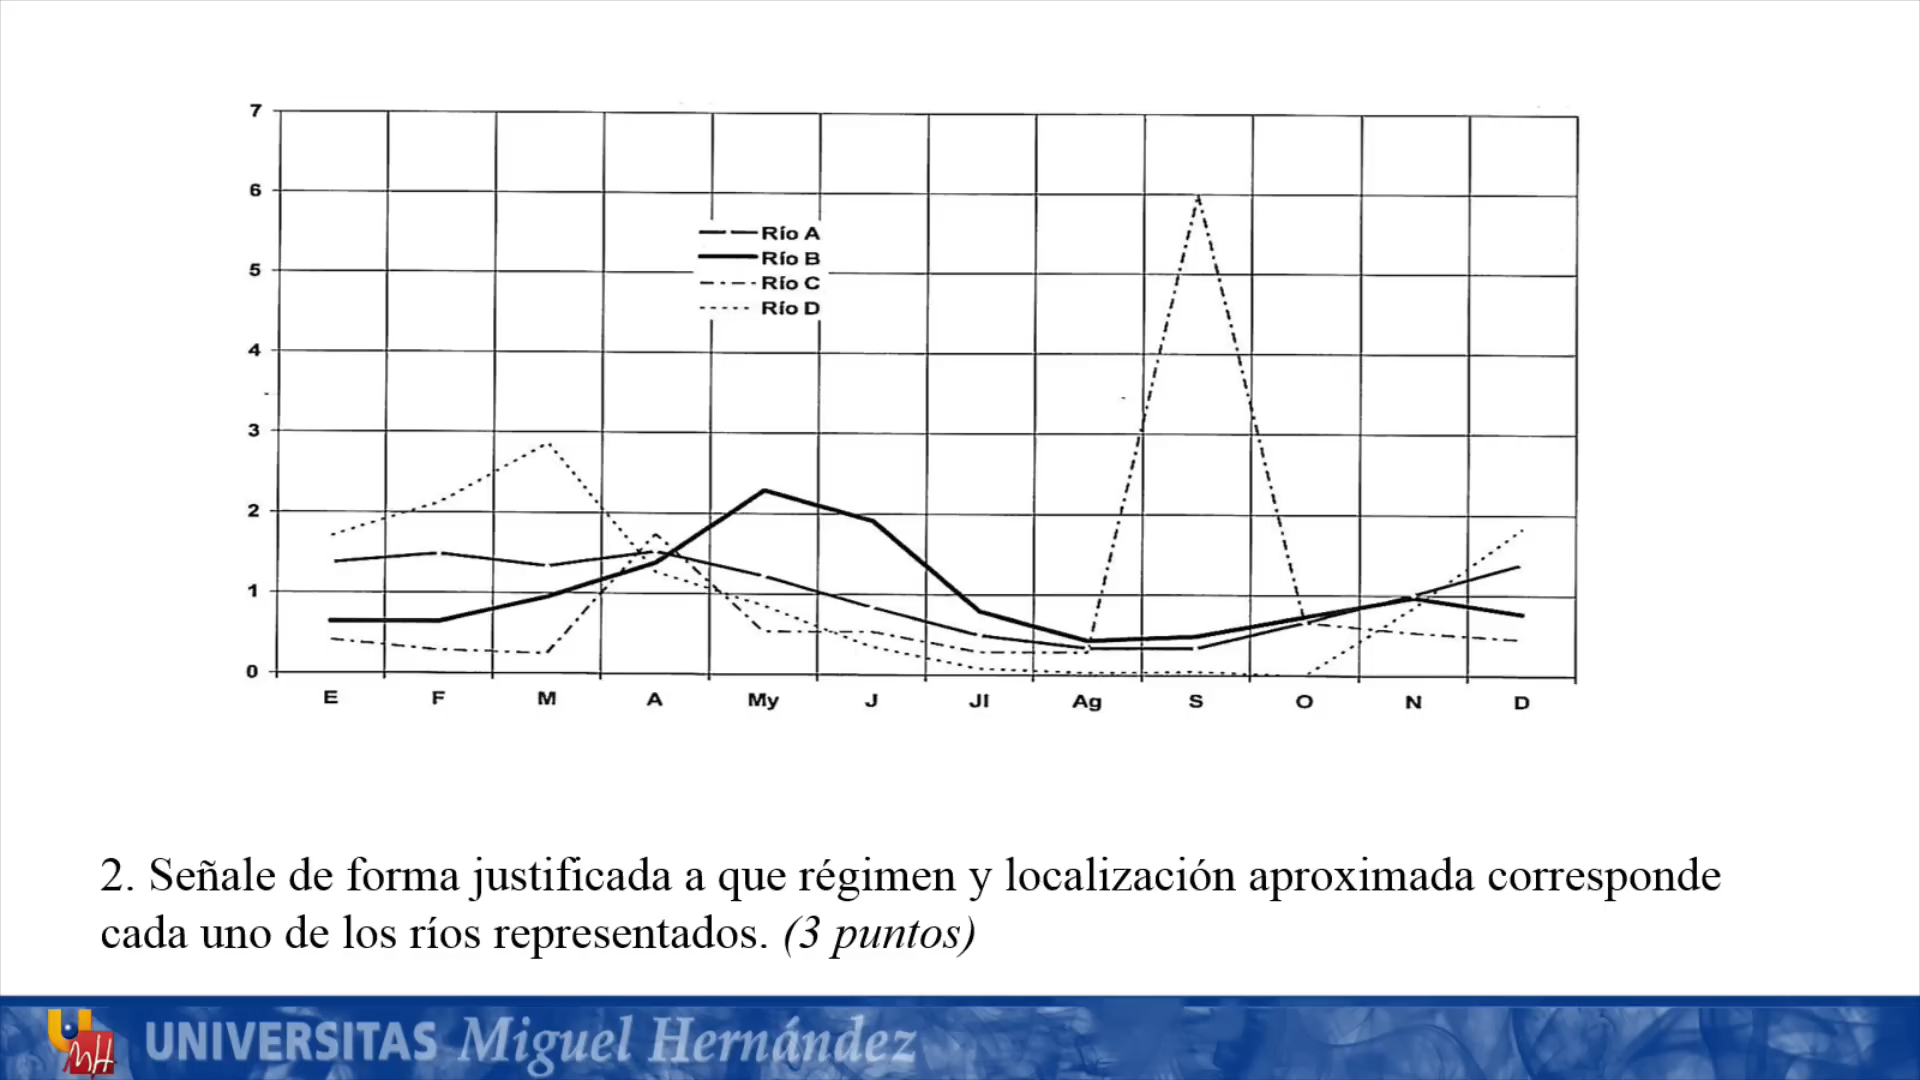 7
6
5
4
3
2
1
0
Río A
Río B
Río C
Río D
E F M A My J Jl Ag S O N D
2. Señale de forma justificada a que régimen y localización aproximada corresponde
cada uno de los ríos representados. (3 puntos)
UNIVERSITAS Miguel Hernández